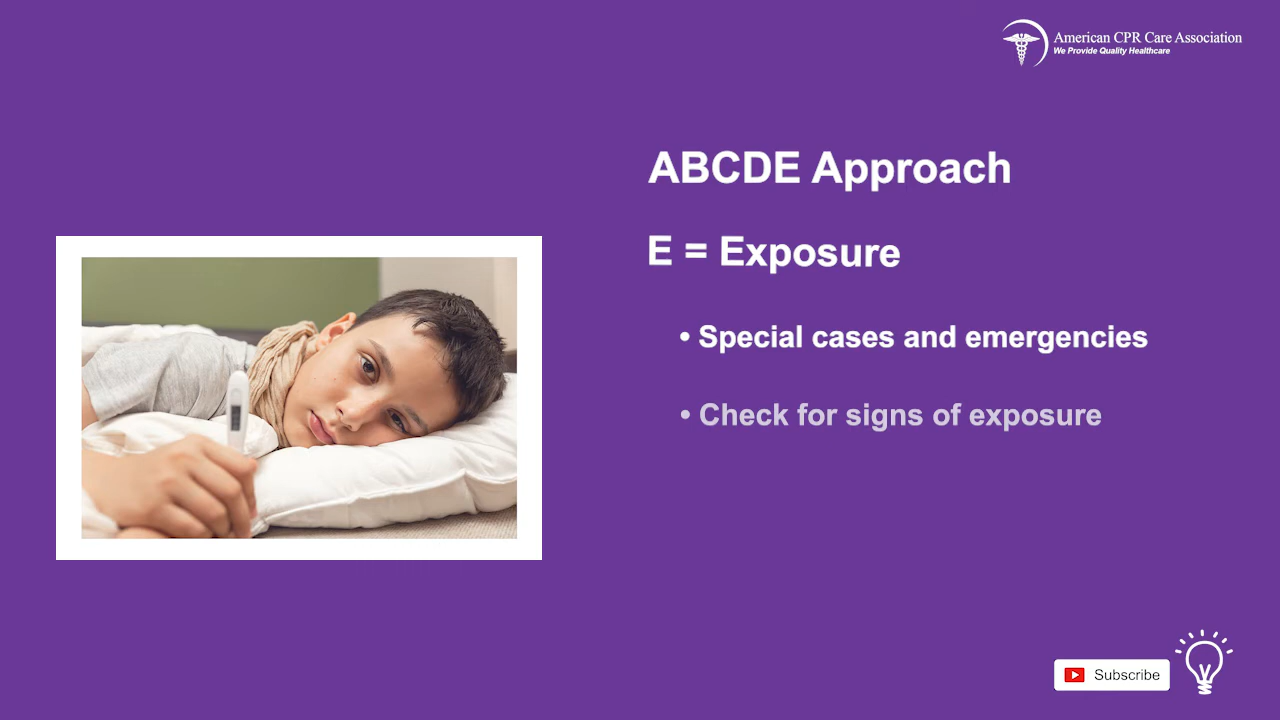 American CPR Care Association
We Provide Quality Healthcare
ABCDE Approach
E = Exposure
• Special cases and emergencies
• Check for signs of exposure
Subscribe